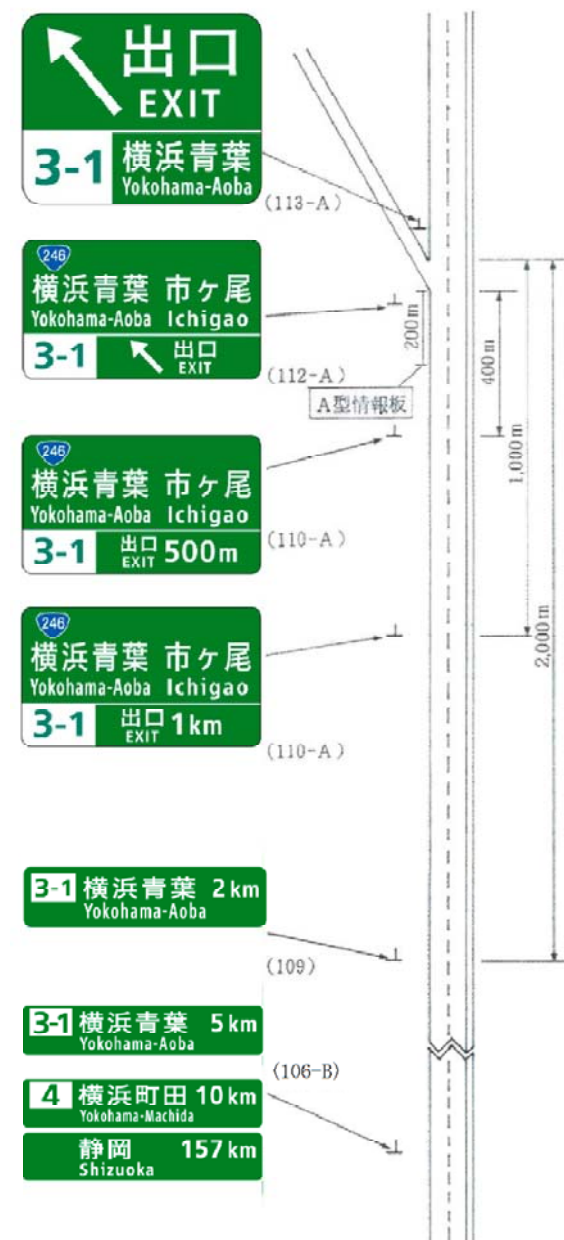 出口
EXIT
3-1 横浜青葉
Yokohama-Aoba
(113-A)
246
横浜青葉 市ヶ尾
Yokohama-Aoba Ichigao
3-1 出口
EXIT
(112-A)
200m
400m
A型情報板
1,000m
246
横浜青葉 市ヶ尾
Yokohama-Aoba Ichigao
3-1 出口 500m
EXIT
(110-A)
2,000m
246
横浜青葉 市ヶ尾
Yokohama-Aoba Ichigao
3-1 出口 1km
EXIT
(110-A)
3-1 横浜青葉 2km
Yokohama-Aoba
(109)
3-1 横浜青葉 5km
Yokohama-Aoba
(106-B)
4 横浜町田 10km
Yokohama-Machida
静岡 157km
Shizuoka